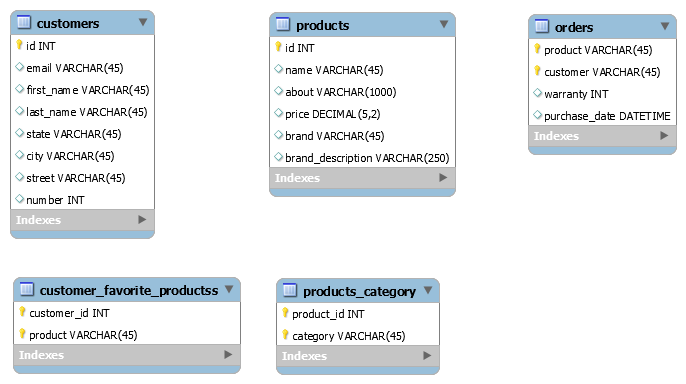 customers
id INT
email VARCHAR(45)
first_name VARCHAR(45)
last_name VARCHAR(45)
state VARCHAR(45)
city VARCHAR(45)
street VARCHAR(45)
number INT
Indexes
products
id INT
name VARCHAR(45)
about VARCHAR(1000)
price DECIMAL(5,2)
brand VARCHAR(45)
brand_description VARCHAR(250)
Indexes
orders
product VARCHAR(45)
customer VARCHAR(45)
warranty INT
purchase_date DATETIME
Indexes
customer_favorite_productss
customer_id INT
product VARCHAR(45)
Indexes
products_category
product_id INT
category VARCHAR(45)
Indexes